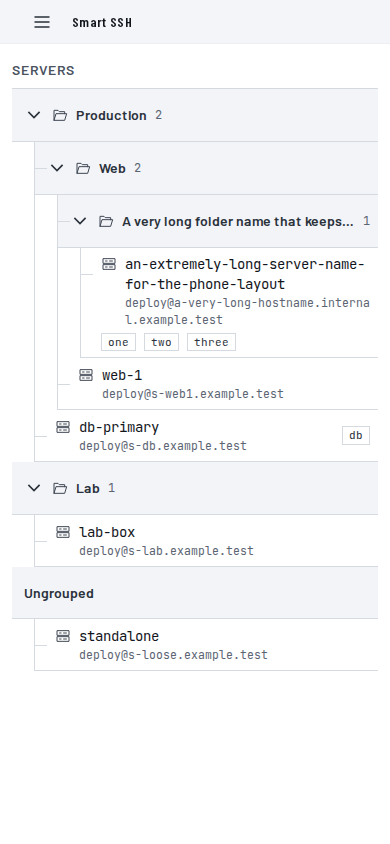 Smart SSH
SERVERS
Production 2
Web 2
A very long folder name that keeps... 1
an-extremely-long-server-name-
for-the-phone-layout
deploy@a-very-long-hostname.interna
l.example.test
one two three
web-1
deploy@s-web1.example.test
db-primary
deploy@s-db.example.test
db
Lab 1
lab-box
deploy@s-lab.example.test
Ungrouped
standalone
deploy@s-loose.example.test